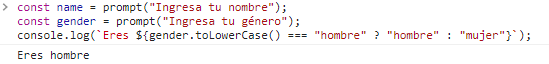 > const name = prompt("Ingresa tu nombre");
const gender = prompt("Ingresa tu género");
console.log(`Eres ${gender.toLowerCase() === "hombre" ? "hombre" : "mujer"}`);
Eres hombre